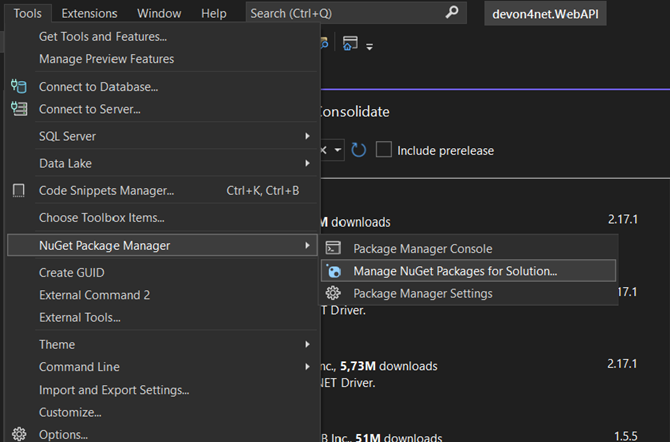 Tools Extensions Window Help Search (Ctrl+Q) devon4net.WebAPI
Get Tools and Features...
Manage Preview Features
Connect to Database...
Connect to Server...
Consolidate
SQL Server
Include prerelease
Data Lake
Code Snippets Manager... Ctrl+K, Ctrl+B
Choose Toolbox Items...
M downloads 2.17.1
NuGet Package Manager
Package Manager Console
Create GUID
Manage NuGet Packages for Solution...
External Command 2
Package Manager Settings
17.1
External Tools...
T Driver.
Theme
Command Line
Inc., 5,73M downloads 2.17.1
Import and Export Settings...
NET Driver.
Customize...
Options...
B Inc., 51M downloads 1.5.5